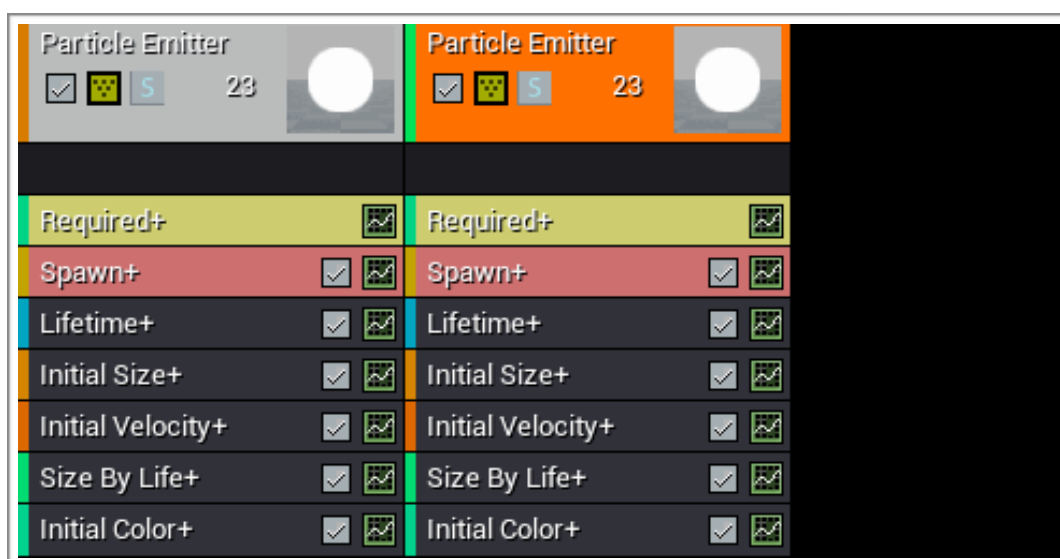 Particle Emitter
S 23
Required+
Spawn+
Lifetime+
Initial Size+
Initial Velocity+
Size By Life+
Initial Color+
Particle Emitter
S 23
Required+
Spawn+
Lifetime+
Initial Size+
Initial Velocity+
Size By Life+
Initial Color+